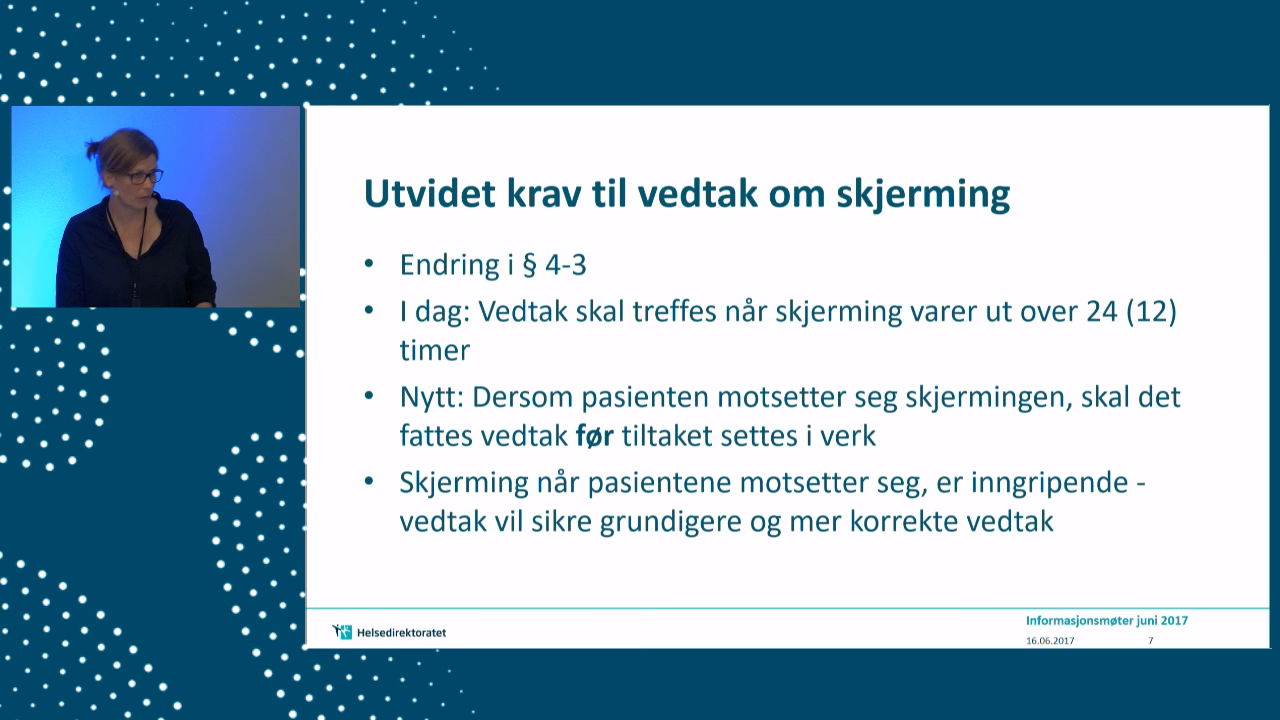 Utvidet krav til vedtak om skjerming
• Endring i § 4-3
• I dag: Vedtak skal treffes når skjerming varer ut over 24 (12)
timer
• Nytt: Dersom pasienten motsetter seg skjermingen, skal det
fattes vedtak før tiltaket settes i verk
• Skjerming når pasientene motsetter seg, er inngripende -
vedtak vil sikre grundigere og mer korrekte vedtak
Helsedirektoratet
Informasjonsmøter juni 2017
16.06.2017 7